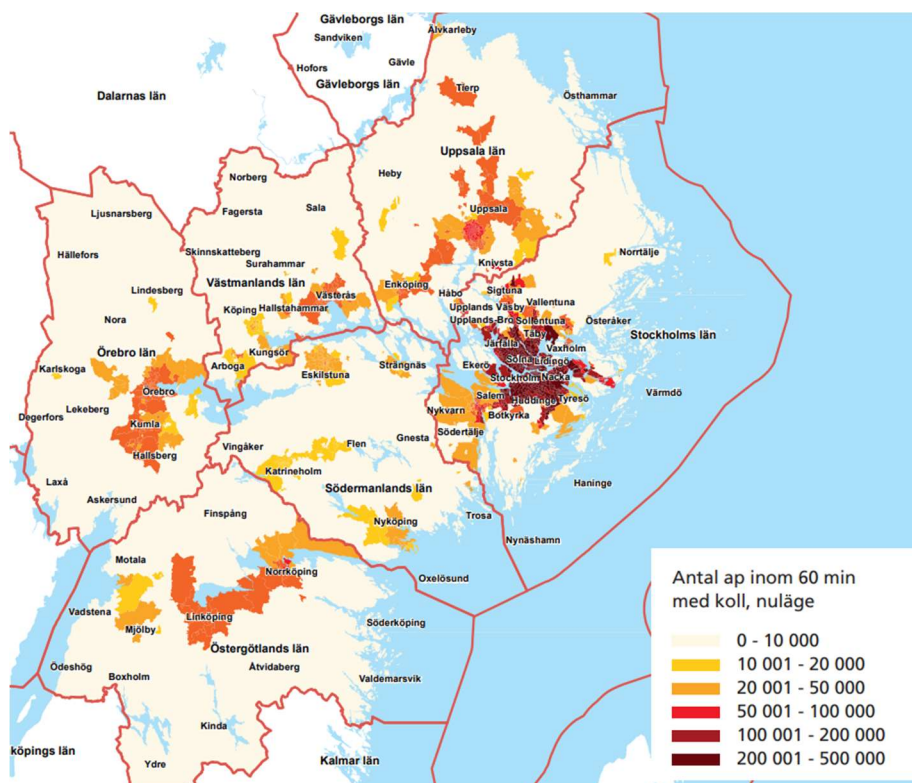 Gävleborgs län
Älvkarleby
Sandviken
Gävle
Hofors
Gävleborgs län
Dalarnas län
Tierp
Östhammar
Uppsala län
Norberg
Heby
Ljusnarsberg
Fagersta
Sala
Uppsala
Hällefors
Skinnskatteberg
Surahammar
Knivsta
Norrtälje
Västmanlands län
Lindesberg
Västerås
Enköping
Håbo
Sigtuna
Köping
Hallstahammar
Upplands Väsby
Vallentuna
Nora
Upplands-Bro
Sollentuna
Österåker
Täby
Stockholms län
Örebro län
Kungsör
Järfälla
Vaxholm
Karlskoga
Arboga
Strängnäs
Ekerö
Solna
Lidingö
Eskilstuna
Stockholm
Nacka
Örebro
Värmdö
Lekeberg
Nykvarn
Salem
Huddinge
Tyresö
Degerfors
Kumla
Botkyrka
Södertälje
Vingåker
Flen
Gnesta
Hallsberg
Katrineholm
Laxå
Södermanlands län
Haninge
Askersund
Finspång
Nyköping
Trosa
Nynäshamn
Motala
Norrköping
Oxelösund
Vadstena
Linköping
Söderköping
Mjölby
Östergötlands län
Ödeshög
Åtvidaberg
Boxholm
Valdemarsvik
Kinda
köpings län
Kalmar län
Ydre
Antal ap inom 60 min
med koll, nuläge
0 - 10 000
10 001 - 20 000
20 001 - 50 000
50 001 - 100 000
100 001 - 200 000
200 001 - 500 000